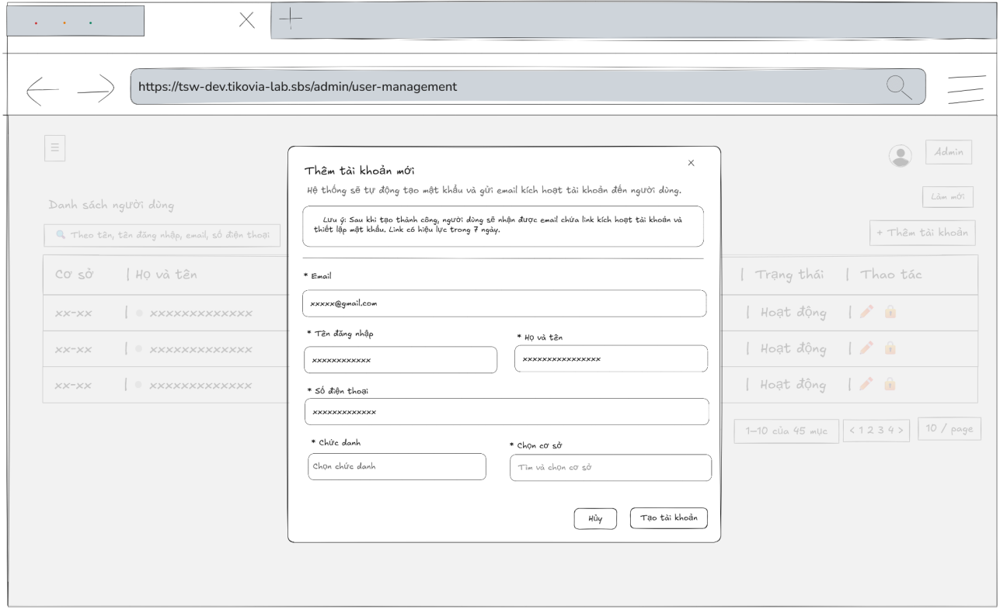 https://tsw-dev.tikovia-lab.sbs/admin/user-management
Admin
Làm mới
Danh sách người dùng
Theo tên, tên đăng nhập, email, số điện thoại
+ Thêm tài khoản
Cơ sở | Họ và tên | Trạng thái | Thao tác
xx-xx | xxxxxxxxxxxxx | Hoạt động |
xx-xx | xxxxxxxxxxxxx | Hoạt động |
xx-xx | xxxxxxxxxxxxx | Hoạt động |
1-10 của 45 mục < 1 2 3 4 > 10 / page
Thêm tài khoản mới
Hệ thống sẽ tự động tạo mật khẩu và gửi email kích hoạt tài khoản đến người dùng.
Lưu ý: Sau khi tạo thành công, người dùng sẽ nhận được email chứa link kích hoạt tài khoản và
thiết lập mật khẩu. Link có hiệu lực trong 7 ngày.
* Email
xxxxx@gmail.com
* Tên đăng nhập
* Họ và tên
xxxxxxxxxxxx
xxxxxxxxxxxxxxxx
* Số điện thoại
xxxxxxxxxxxxx
* Chức danh
* Chọn cơ sở
Chọn chức danh
Tìm và chọn cơ sở
Hủy
Tạo tài khoản